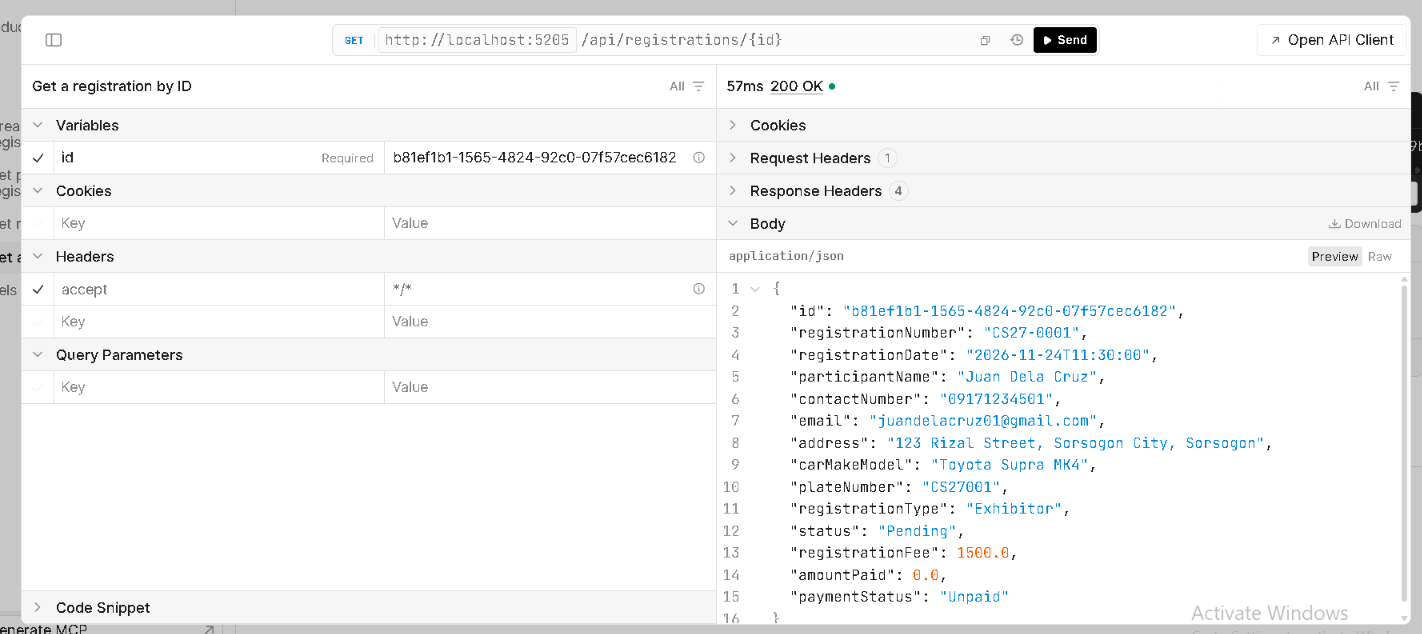 GET http://localhost:5205 /api/registrations/{id} Send Open API Client
Get a registration by ID All
Variables
id Required b81ef1b1-1565-4824-92c0-07f57cec6182
Cookies
Key Value
Headers
accept */*
Key Value
Query Parameters
Key Value
Code Snippet
57ms 200 OK All
Cookies
Request Headers 1
Response Headers 4
Body Download
application/json Preview Raw
1 {
2 "id": "b81ef1b1-1565-4824-92c0-07f57cec6182",
3 "registrationNumber": "CS27-0001",
4 "registrationDate": "2026-11-24T11:30:00",
5 "participantName": "Juan Dela Cruz",
6 "contactNumber": "09171234501",
7 "email": "juandelacruz01@gmail.com",
8 "address": "123 Rizal Street, Sorsogon City, Sorsogon",
9 "carMakeModel": "Toyota Supra MK4",
10 "plateNumber": "CS27001",
11 "registrationType": "Exhibitor",
12 "status": "Pending",
13 "registrationFee": 1500.0,
14 "amountPaid": 0.0,
15 "paymentStatus": "Unpaid"
16 }
Activate Windows